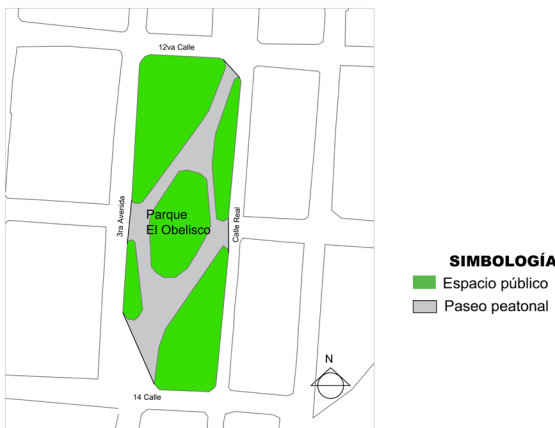 12va Calle
3ra Avenida
Parque
El Obelisco
Calle Real
14 Calle
N
SIMBOLOGÍA
Espacio público
Paseo peatonal